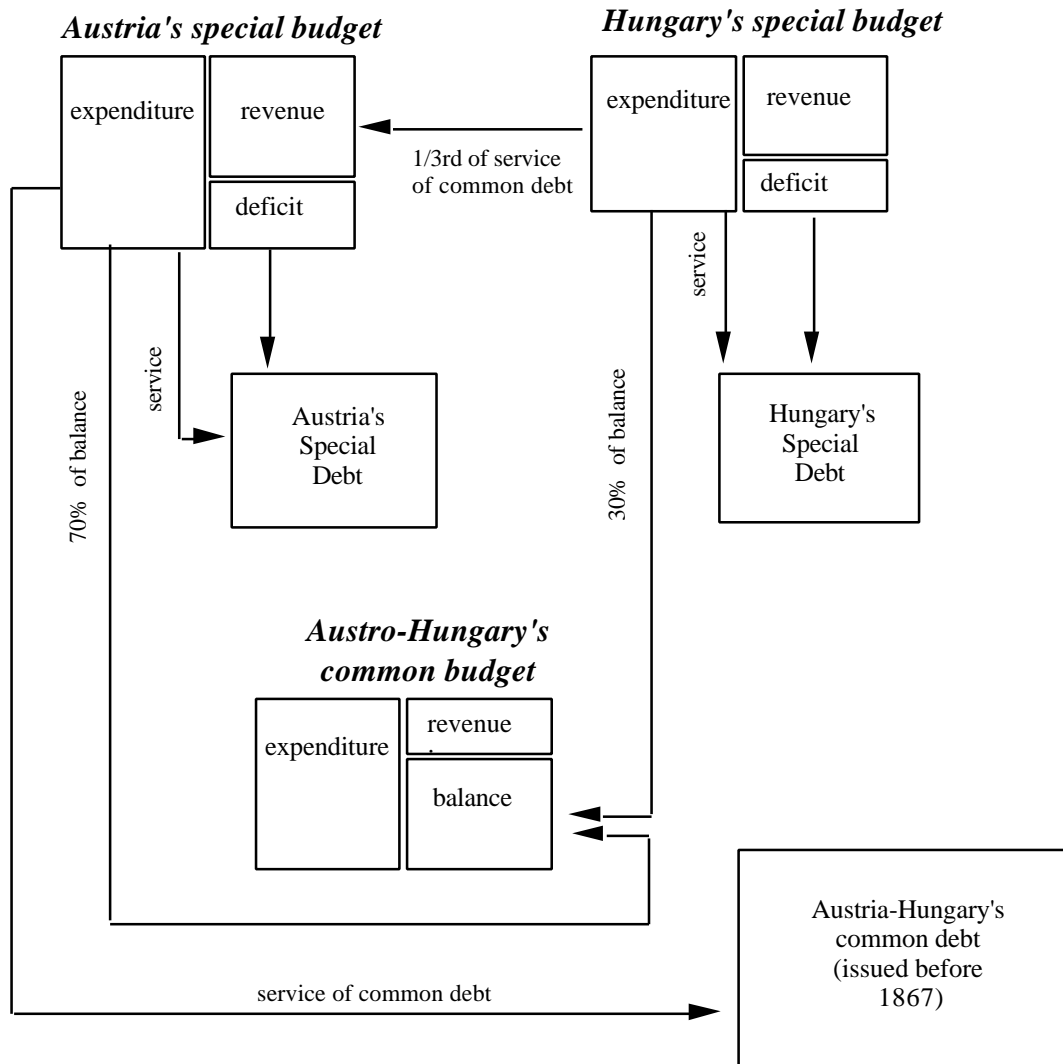 Austria's special budget
Hungary's special budget
expenditure
revenue
deficit
1/3rd of service
of common debt
expenditure
revenue
deficit
service
service
70% of balance
30% of balance
Austria's
Special
Debt
Hungary's
Special
Debt
Austro-Hungary's
common budget
expenditure
revenue
balance
Austria-Hungary's
common debt
(issued before
1867)
service of common debt